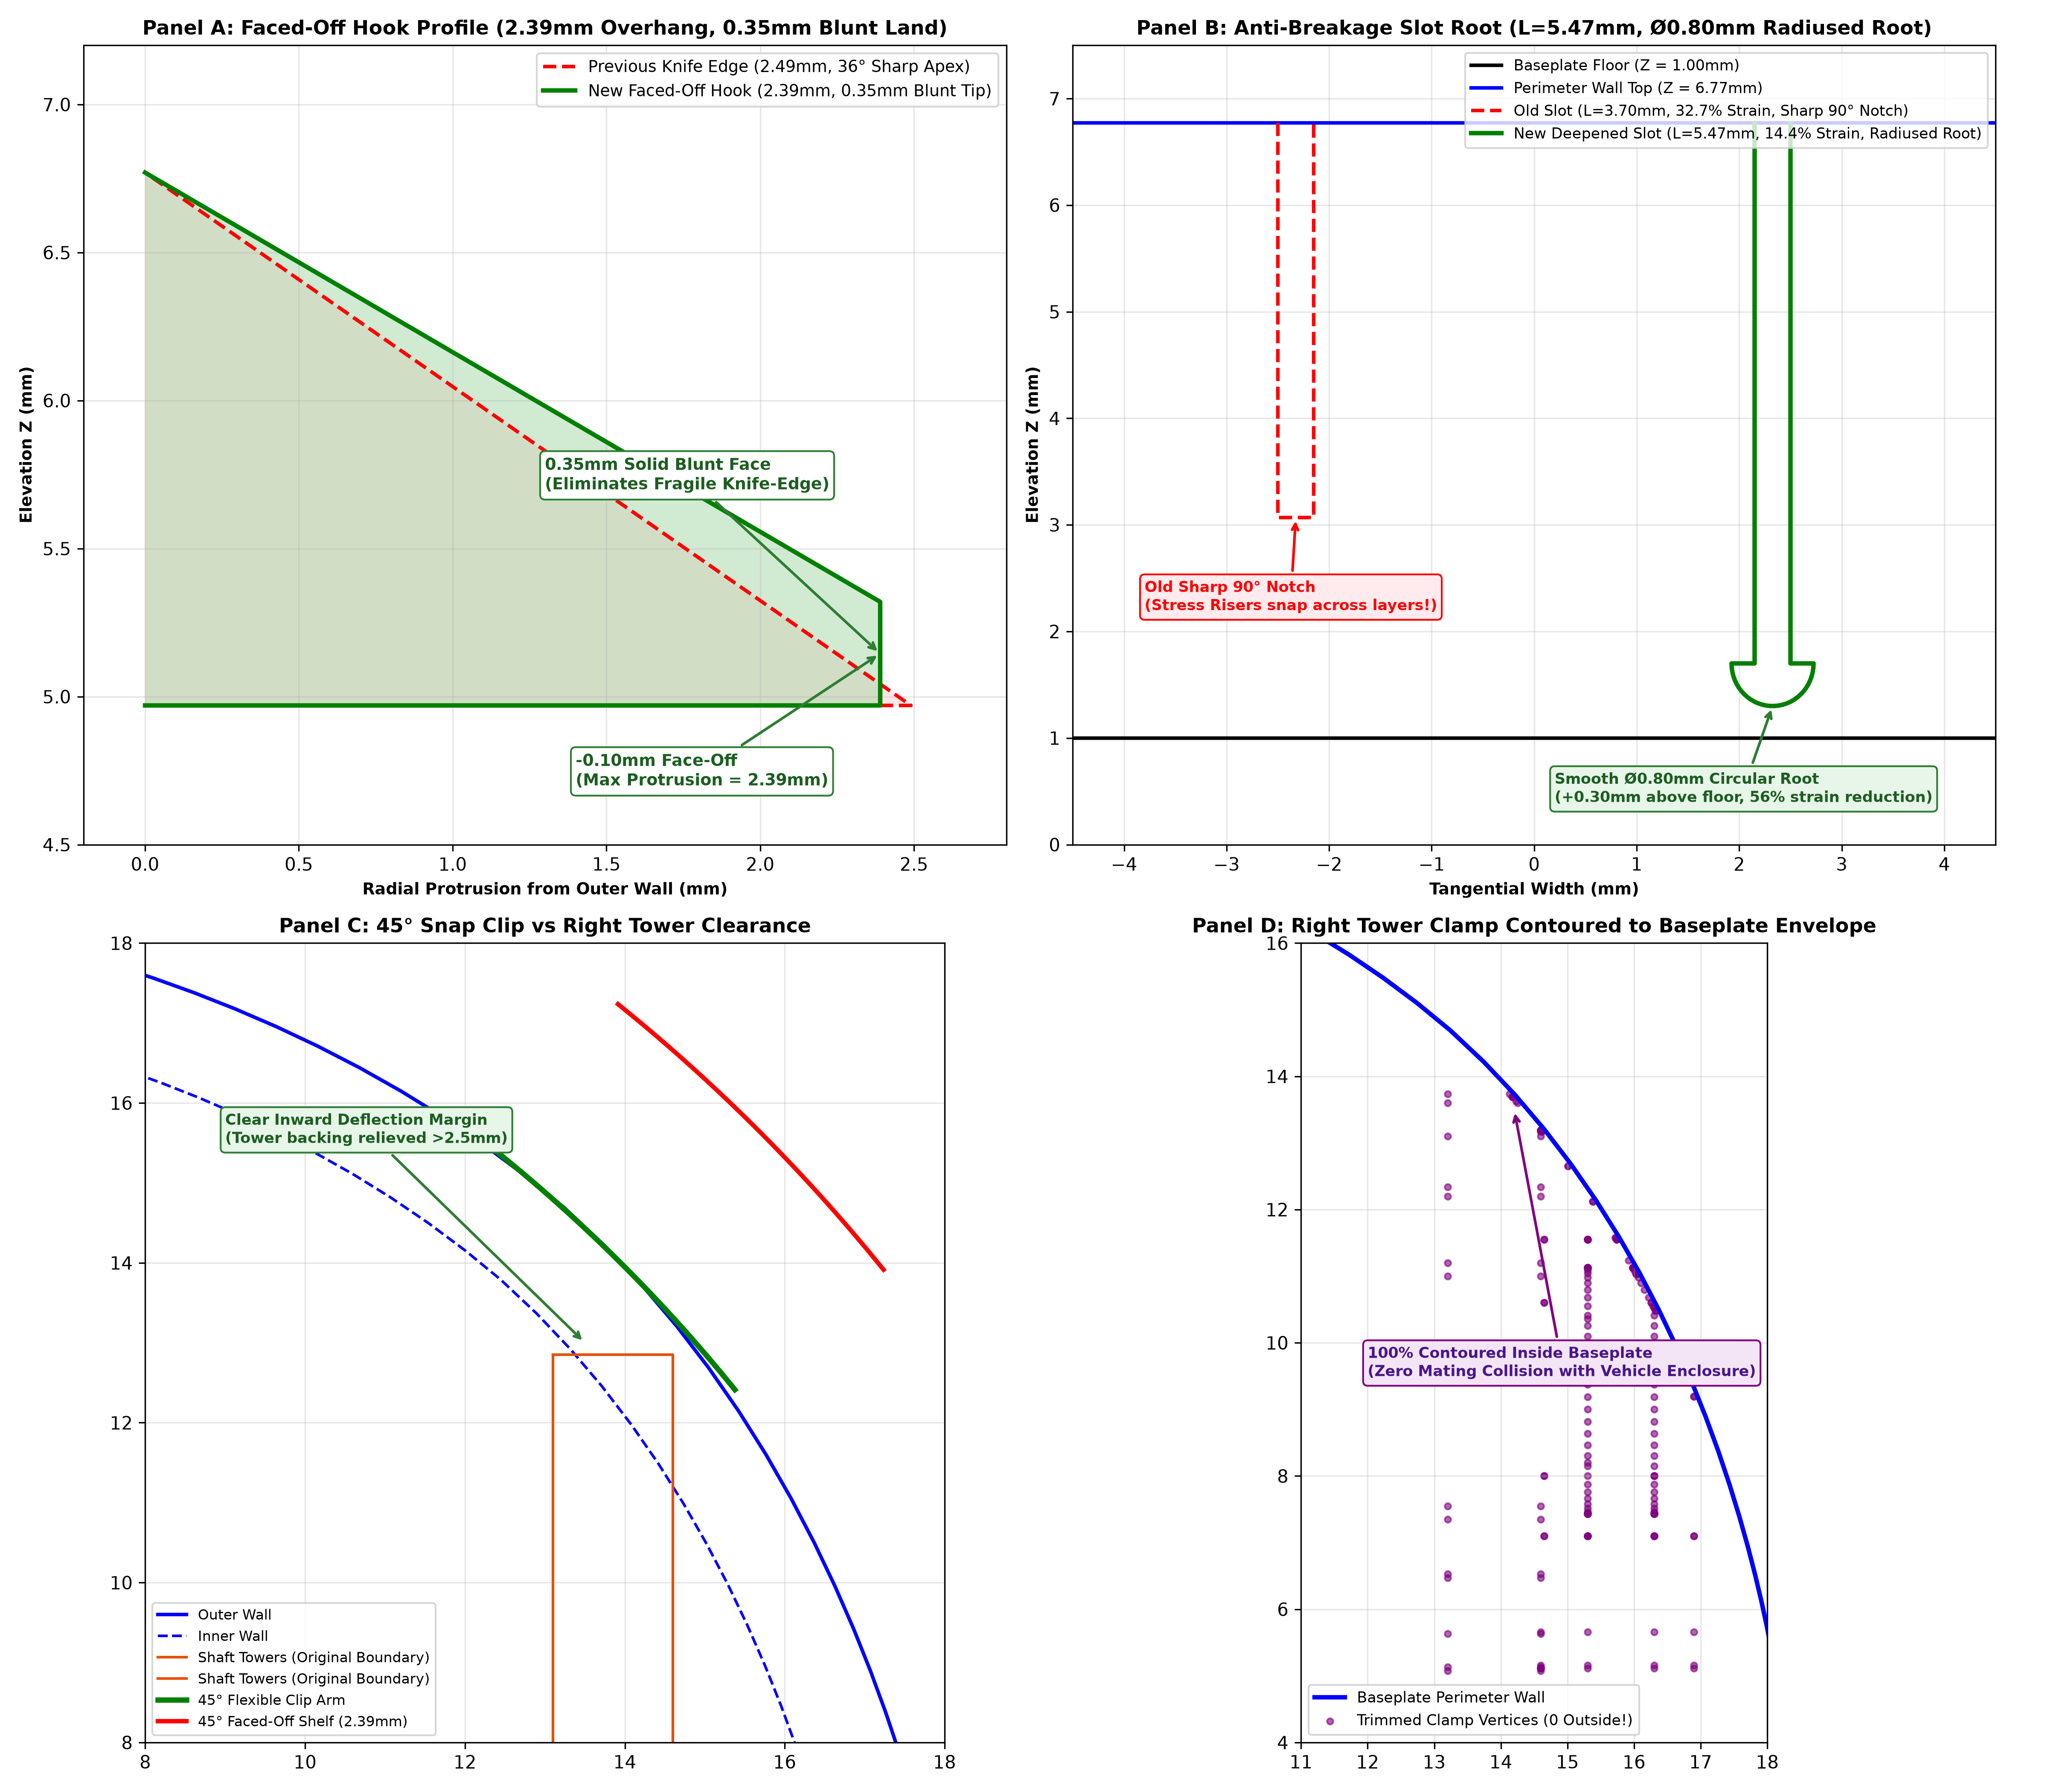 Panel A: Faced-Off Hook Profile (2.39mm Overhang, 0.35mm Blunt Land)
Previous Knife Edge (2.49mm, 36° Sharp Apex)
New Faced-Off Hook (2.39mm, 0.35mm Blunt Tip)
7.0
6.5
6.0
5.5
5.0
4.5
Elevation Z (mm)
0.35mm Solid Blunt Face
(Eliminates Fragile Knife-Edge)
-0.10mm Face-Off
(Max Protrusion = 2.39mm)
0.0 0.5 1.0 1.5 2.0 2.5
Radial Protrusion from Outer Wall (mm)
Panel B: Anti-Breakage Slot Root (L=5.47mm, Ø0.80mm Radiused Root)
Baseplate Floor (Z = 1.00mm)
Perimeter Wall Top (Z = 6.77mm)
Old Slot (L=3.70mm, 32.7% Strain, Sharp 90° Notch)
New Deepened Slot (L=5.47mm, 14.4% Strain, Radiused Root)
7
6
5
4
3
2
1
0
Elevation Z (mm)
Old Sharp 90° Notch
(Stress Risers snap across layers!)
Smooth Ø0.80mm Circular Root
(+0.30mm above floor, 56% strain reduction)
−4 −3 −2 −1 0 1 2 3 4
Tangential Width (mm)
Panel C: 45° Snap Clip vs Right Tower Clearance
18
16
14
12
10
8
Clear Inward Deflection Margin
(Tower backing relieved >2.5mm)
Outer Wall
Inner Wall
Shaft Towers (Original Boundary)
Shaft Towers (Original Boundary)
45° Flexible Clip Arm
45° Faced-Off Shelf (2.39mm)
8 10 12 14 16 18
Panel D: Right Tower Clamp Contoured to Baseplate Envelope
16
14
12
10
8
6
4
100% Contoured Inside Baseplate
(Zero Mating Collision with Vehicle Enclosure)
Baseplate Perimeter Wall
Trimmed Clamp Vertices (0 Outside!)
11 12 13 14 15 16 17 18